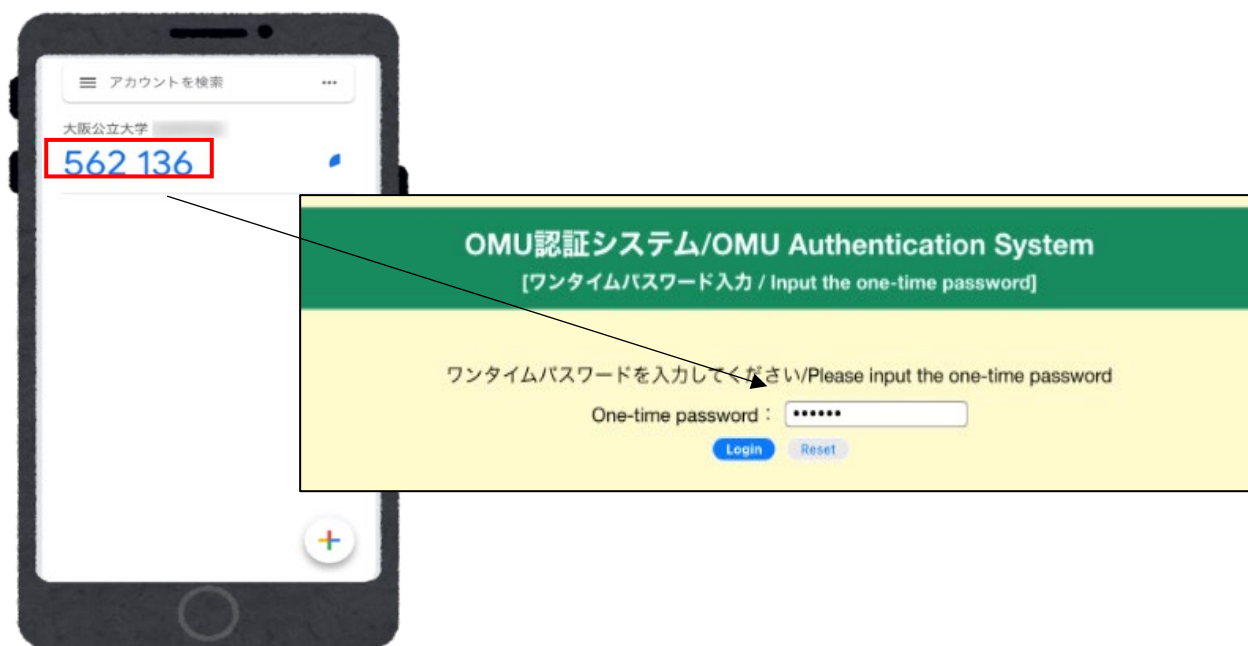 アカウントを検索
大阪公立大学
562 136
OMU認証システム/OMU Authentication System
[ワンタイムパスワード入力 / Input the one-time password]
ワンタイムパスワードを入力してください/Please input the one-time password
One-time password：
Login Reset